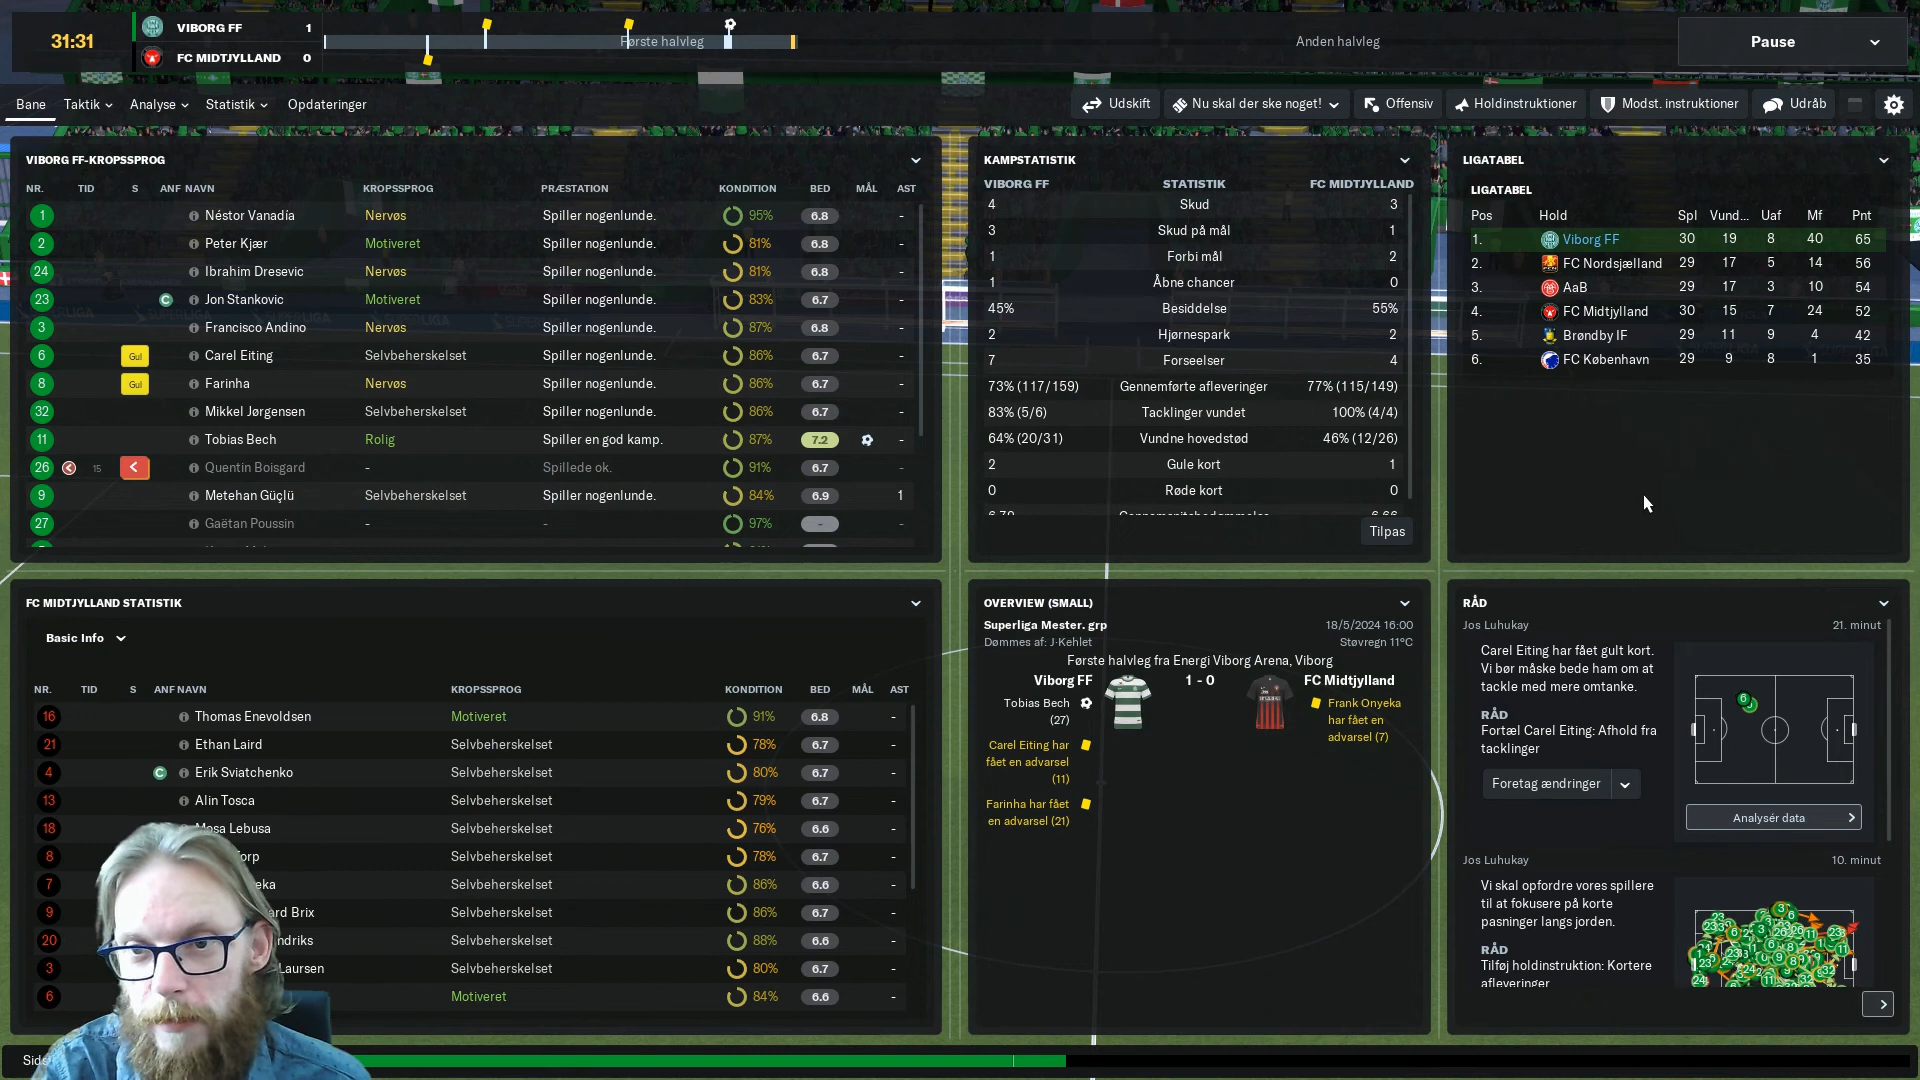 31:31
VIBORG FF 1
FC MIDTJYLLAND 0
Første halvleg
Anden halvleg
Pause
Bane Taktik Analyse Statistik Opdateringer
Udskift Nu skal der ske noget! Offensiv Holdinstruktioner Modst. instruktioner Udråb
VIBORG FF-KROPSSPROG
NR. TID S ANF NAVN KROPSSPROG PRÆSTATION KONDITION BED MÅL AST
1 Néstor Vanadía Nervøs Spiller nogenlunde. 95% 6.8 -
2 Peter Kjær Motiveret Spiller nogenlunde. 81% 6.8 -
24 Ibrahim Dresevic Nervøs Spiller nogenlunde. 81% 6.8 -
23 C Jon Stankovic Motiveret Spiller nogenlunde. 83% 6.7 -
3 Francisco Andino Nervøs Spiller nogenlunde. 87% 6.8 -
6 Gul Carel Eiting Selvbeherskelset Spiller nogenlunde. 86% 6.7 -
8 Gul Farinha Nervøs Spiller nogenlunde. 86% 6.7 -
32 Mikkel Jørgensen Selvbeherskelset Spiller nogenlunde. 86% 6.7 -
11 Tobias Bech Rolig Spiller en god kamp. 87% 7.2 -
26 15 Quentin Boisgard - Spillede ok. 91% 6.7 -
9 Metehan Güçlü Selvbeherskelset Spiller nogenlunde. 84% 6.9 1
27 Gaëtan Poussin - - 97% - -
KAMPSTATISTIK
VIBORG FF STATISTIK FC MIDTJYLLAND
4 Skud 3
3 Skud på mål 1
1 Forbi mål 2
1 Åbne chancer 0
45% Besiddelse 55%
2 Hjørnespark 2
7 Forseelser 4
73% (117/159) Gennemførte afleveringer 77% (115/149)
83% (5/6) Tacklinger vundet 100% (4/4)
64% (20/31) Vundne hovedstød 46% (12/26)
2 Gule kort 1
0 Røde kort 0
Tilpas
LIGATABEL
LIGATABEL
Pos Hold Spl Vund... Uaf Mf Pnt
1. Viborg FF 30 19 8 40 65
2. FC Nordsjælland 29 17 5 14 56
3. AaB 29 17 3 10 54
4. FC Midtjylland 30 15 7 24 52
5. Brøndby IF 29 11 9 4 42
6. FC København 29 9 8 1 35
FC MIDTJYLLAND STATISTIK
Basic Info
NR. TID S ANF NAVN KROPSSPROG KONDITION BED MÅL AST
16 Thomas Enevoldsen Motiveret 91% 6.8 -
21 Ethan Laird Selvbeherskelset 78% 6.7 -
4 C Erik Sviatchenko Selvbeherskelset 80% 6.7 -
13 Alin Tosca Selvbeherskelset 79% 6.7 -
18 Mosa Lebusa Selvbeherskelset 76% 6.6 -
8 orp Selvbeherskelset 78% 6.7 -
7 eka Selvbeherskelset 86% 6.6 -
9 ard Brix Selvbeherskelset 86% 6.7 -
20 ndriks Selvbeherskelset 88% 6.6 -
3 Laursen Selvbeherskelset 80% 6.7 -
6 Motiveret 84% 6.6 -
OVERVIEW (SMALL)
Superliga Mester. grp 18/5/2024 16:00
Dømmes af: J Kehlet Støvregn 11°C
Første halvleg fra Energi Viborg Arena, Viborg
Viborg FF 1 - 0 FC Midtjylland
Tobias Bech
(27)
Carel Eiting har
fået en advarsel
(11)
Farinha har fået
en advarsel (21)
Frank Onyeka
har fået en
advarsel (7)
RÅD
Jos Luhukay 21. minut
Carel Eiting har fået gult kort.
Vi bør måske bede ham om at
tackle med mere omtanke.
RÅD
Fortæl Carel Eiting: Afhold fra
tacklinger
Foretag ændringer
Analysér data
Jos Luhukay 10. minut
Vi skal opfordre vores spillere
til at fokusere på korte
pasninger langs jorden.
RÅD
Tilføj holdinstruktion: Kortere
afleveringer
Sids